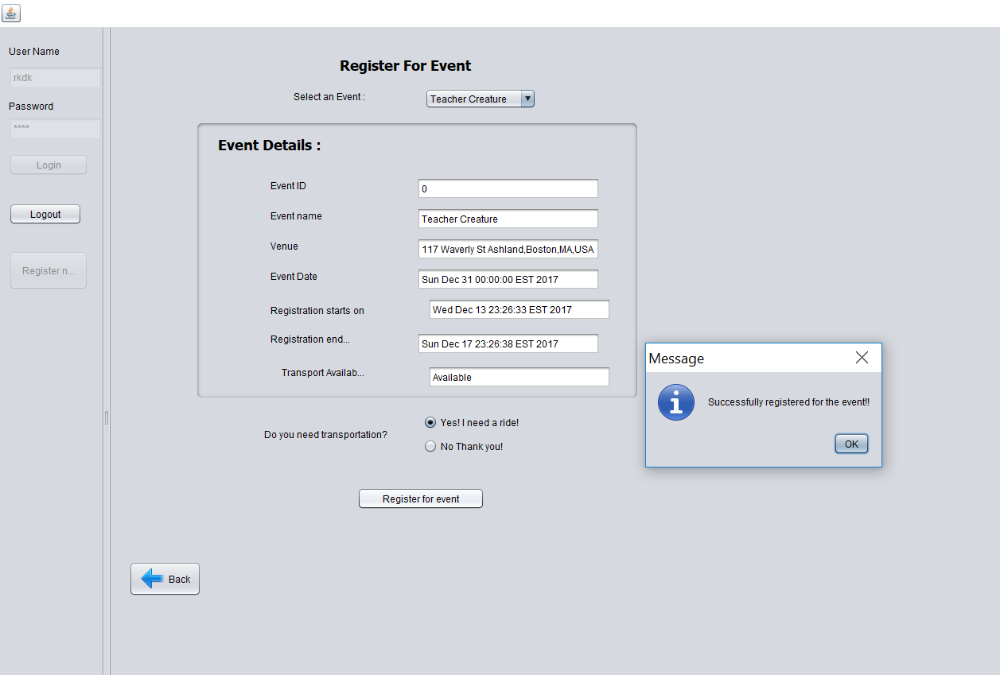 User Name
rkdk
Password
****
Login
Logout
Register n...
Register For Event
Select an Event :
Teacher Creature
Event Details :
Event ID
0
Event name
Teacher Creature
Venue
117 Waverly St Ashland,Boston,MA,USA
Event Date
Sun Dec 31 00:00:00 EST 2017
Registration starts on
Wed Dec 13 23:26:33 EST 2017
Registration end...
Sun Dec 17 23:26:38 EST 2017
Transport Availab...
Available
Do you need transportation?
Yes! I need a ride!
No Thank you!
Register for event
Back
Message
Successfully registered for the event!!
OK